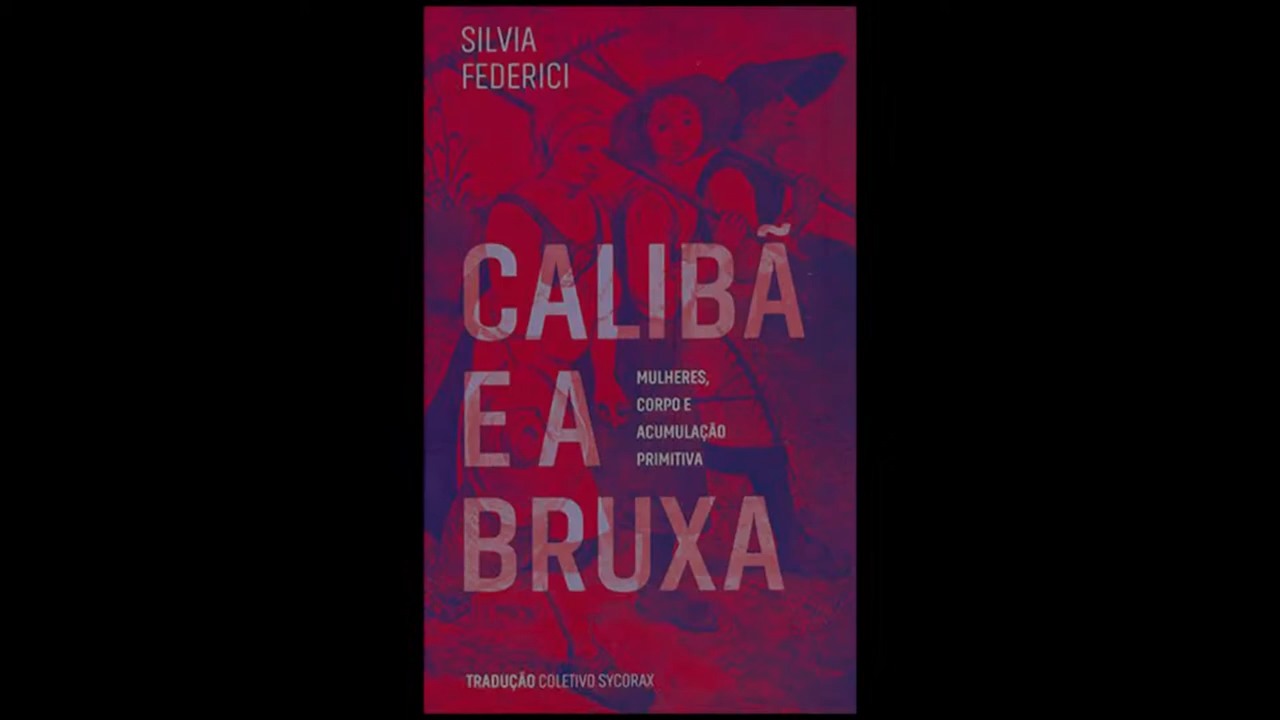 SILVIA
FEDERICI
CALIBÃ
E A
MULHERES,
CORPO E
ACUMULAÇÃO
PRIMITIVA
BRUXA
TRADUÇÃO COLETIVO SYCORAX